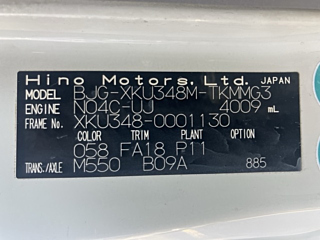 Hino Motors, Ltd. JAPAN
MODEL BJG-XKU348M-TKMMG3
ENGINE N04C-UJ 4009 mL
FRAME No. XKU348-0001130
COLOR TRIM PLANT OPTION
058 FA18 P11
TRANS./AXLE M550 B09A 885